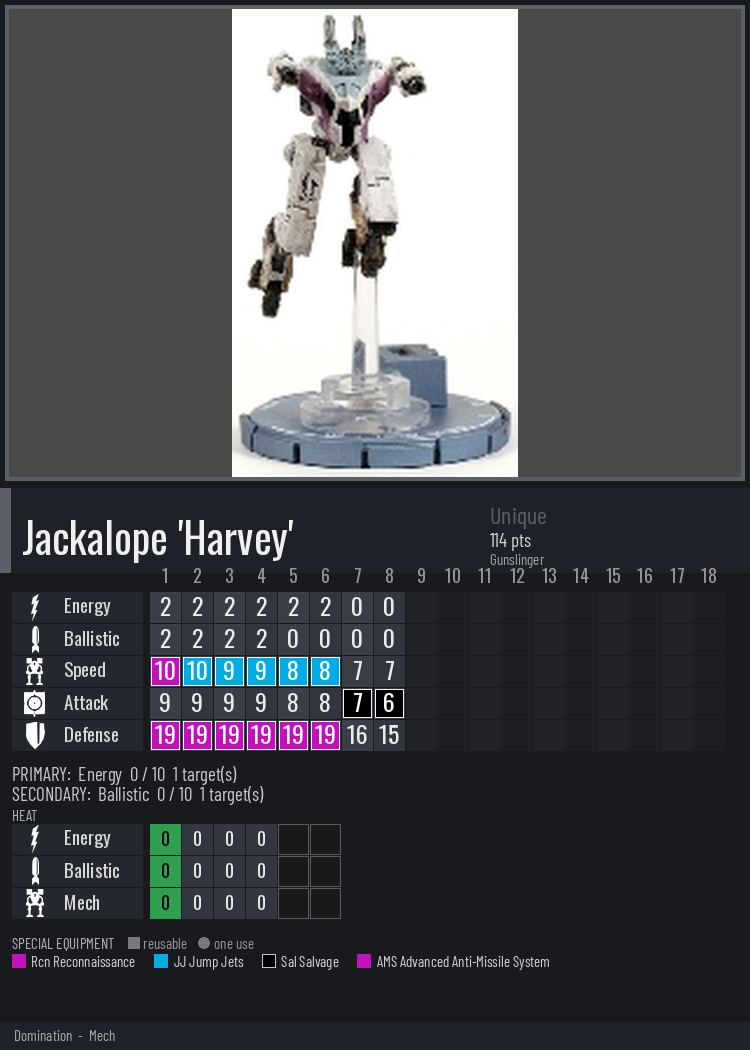 Jackalope 'Harvey'
Unique
114 pts
Gunslinger
1 2 3 4 5 6 7 8 9 10 11 12 13 14 15 16 17 18
Energy 2 2 2 2 2 2 0 0
Ballistic 2 2 2 2 0 0 0 0
Speed 10 10 9 9 8 8 7 7
Attack 9 9 9 9 8 8 7 6
Defense 19 19 19 19 19 19 16 15
PRIMARY: Energy 0 / 10 1 target(s)
SECONDARY: Ballistic 0 / 10 1 target(s)
HEAT
Energy 0 0 0 0
Ballistic 0 0 0 0
Mech 0 0 0 0
SPECIAL EQUIPMENT reusable one use
Rcn Reconnaissance JJ Jump Jets Sal Salvage AMS Advanced Anti-Missile System
Domination - Mech